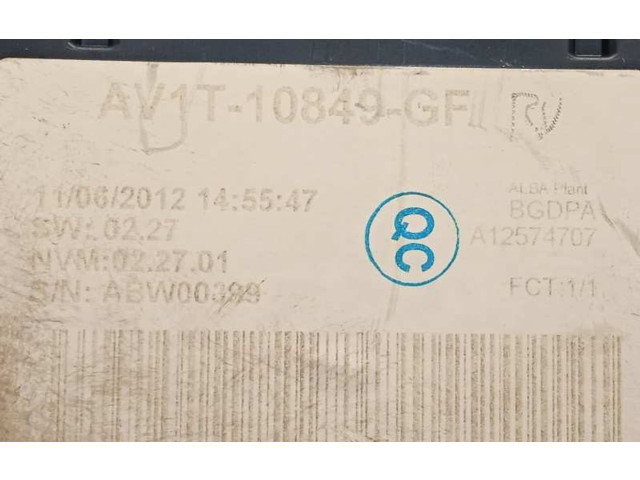 AV1T-10849-GF
11/06/2012 14:55:47
SW: 02.27
NVM:02.27.01
S/N: ABW00399
QC
ALBA Plant
BGDPA
A12574707
FCT:1/1